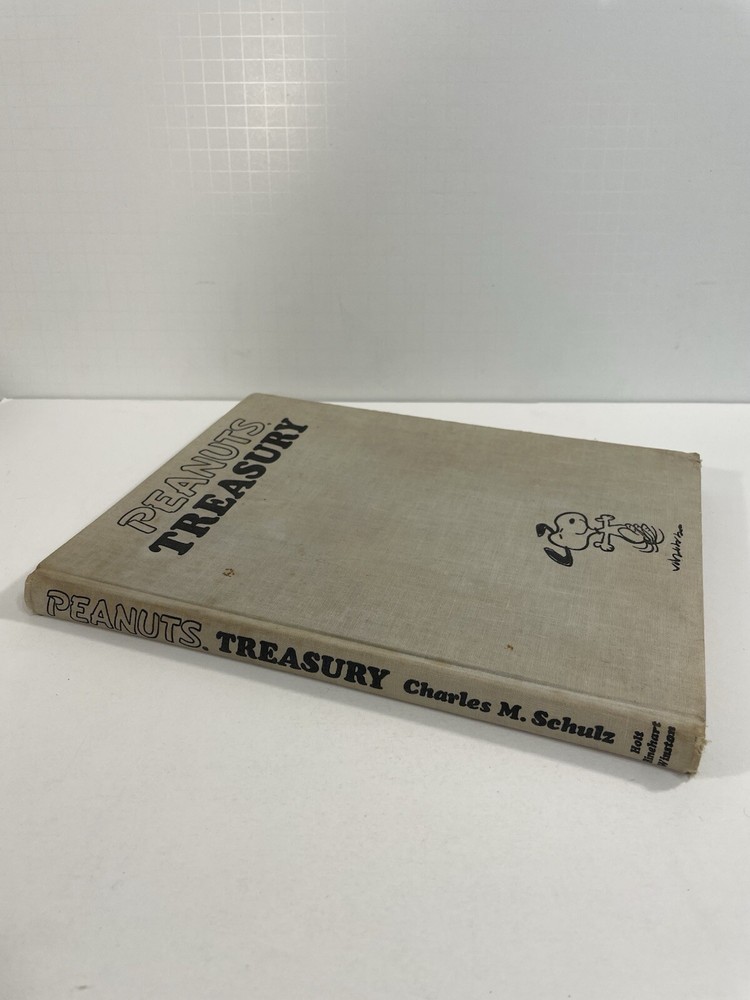 PEANUTS
TREASURY
PEANUTS. TREASURY Charles M. Schulz
Holt
Rinehart
Winston